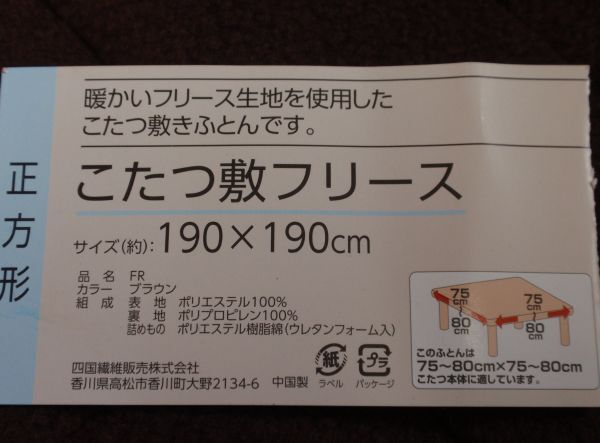 正方形
暖かいフリース生地を使用した
こたつ敷きふとんです。
こたつ敷フリース
サイズ(約): 190×190cm
品 名 FR
カラー ブラウン
組 成 表 地 ポリエステル100%
裏 地 ポリプロピレン100%
詰めもの ポリエステル樹脂綿(ウレタンフォーム入)
四国繊維販売株式会社
香川県高松市香川町大野2134-6 中国製
紙
ラベル
プラ
パッケージ
75cm〜80cm
75cm〜80cm
このふとんは
75〜80cm×75〜80cm
こたつ本体に適しています。